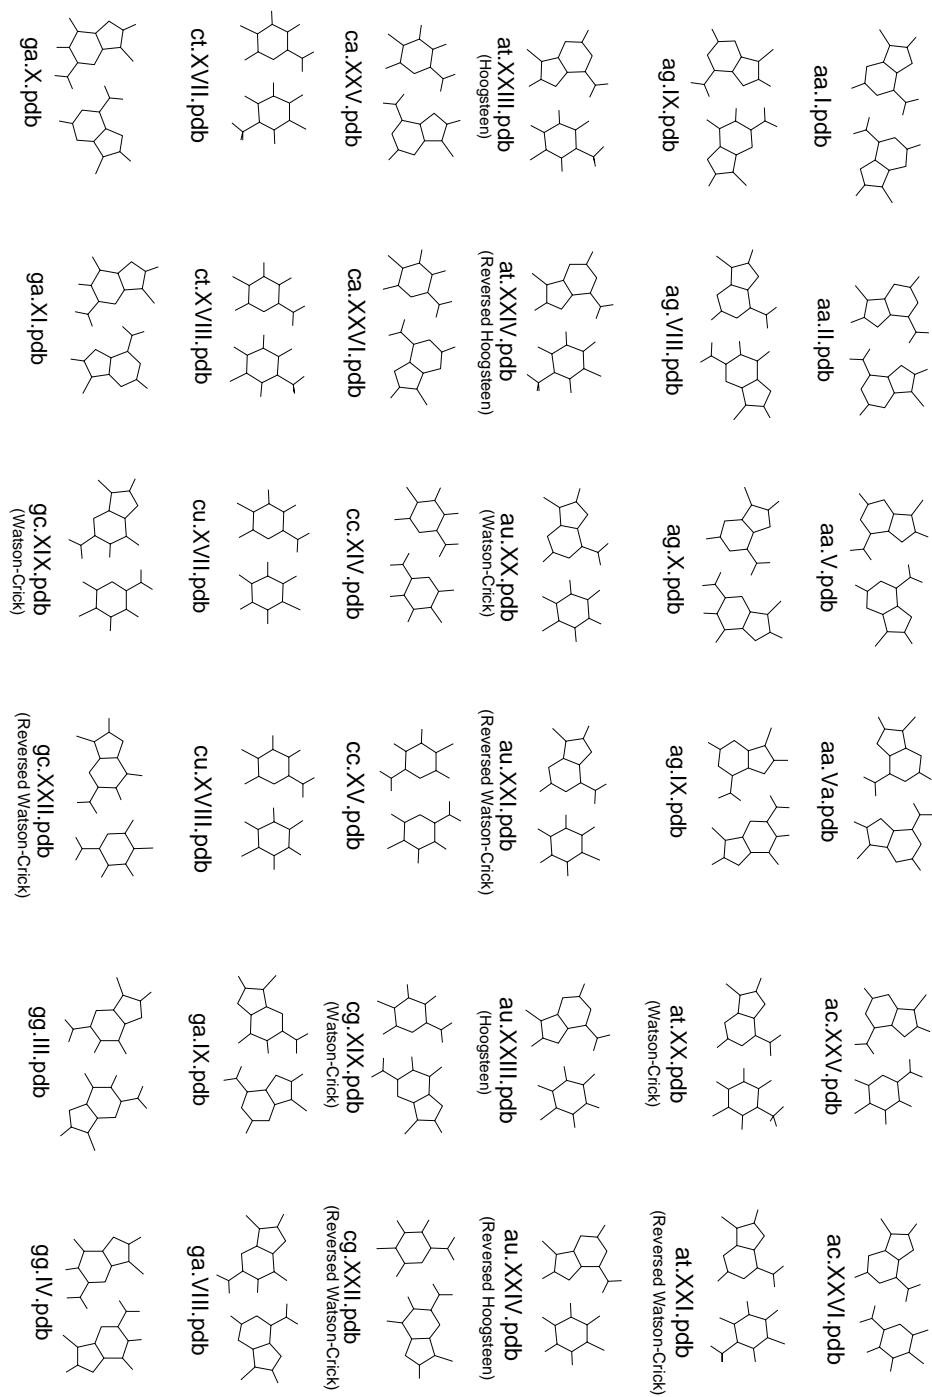 aa.I.pdb
aa.II.pdb
aa.V.pdb
aa.Va.pdb
ac.XXV.pdb
ac.XXVI.pdb
ag.IX.pdb
ag.VIII.pdb
ag.X.pdb
ag.IX.pdb
at.XX.pdb
(Watson-Crick)
at.XXI.pdb
(Reversed Watson-Crick)
at.XXIII.pdb
(Hoogsteen)
at.XXIV.pdb
(Reversed Hoogsteen)
au.XX.pdb
(Watson-Crick)
au.XXI.pdb
(Reversed Watson-Crick)
au.XXIII.pdb
(Hoogsteen)
au.XXIV.pdb
(Reversed Hoogsteen)
ca.XXV.pdb
ca.XXVI.pdb
cc.XIV.pdb
cc.XV.pdb
cg.XIX.pdb
(Watson-Crick)
cg.XXII.pdb
(Reversed Watson-Crick)
ct.XVII.pdb
ct.XVIII.pdb
cu.XVII.pdb
cu.XVIII.pdb
ga.IX.pdb
ga.VIII.pdb
ga.X.pdb
ga.XI.pdb
gc.XIX.pdb
(Watson-Crick)
gc.XXII.pdb
(Reversed Watson-Crick)
gg.III.pdb
gg.IV.pdb